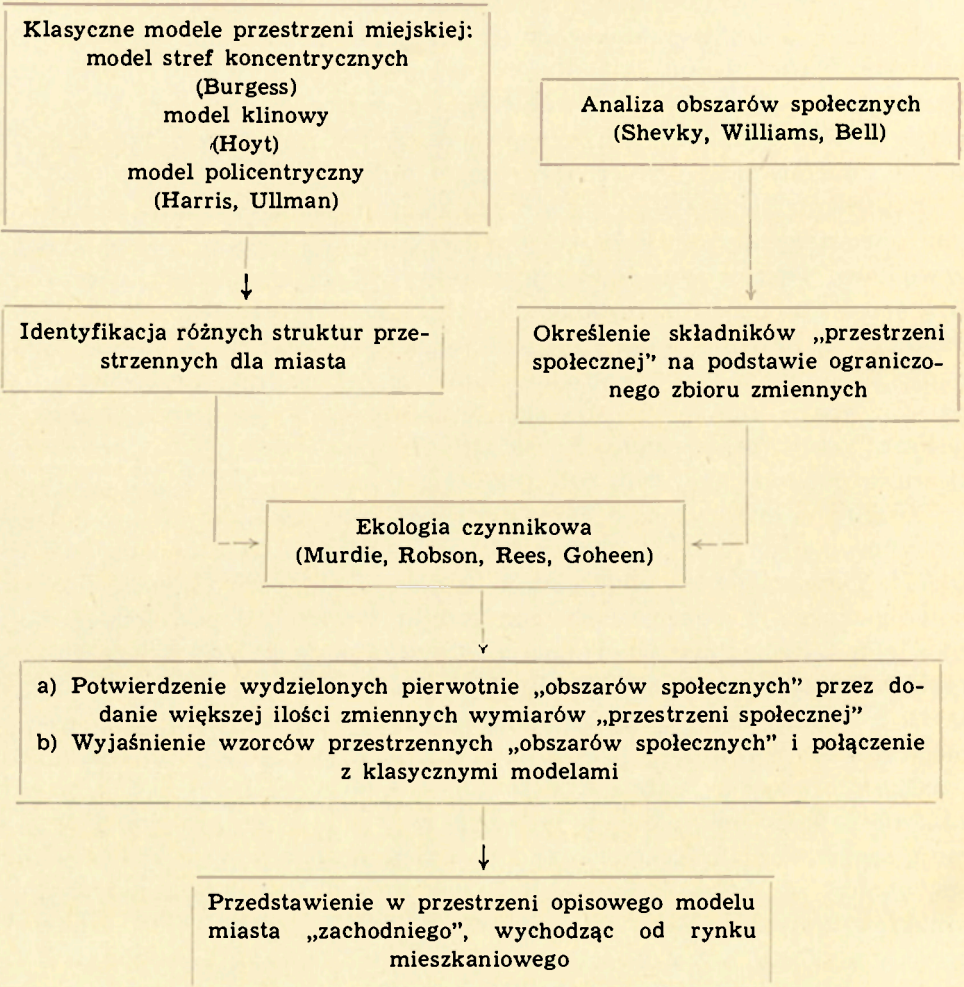 Klasyczne modele przestrzeni miejskiej:
model stref koncentrycznych
(Burgess)
model klinowy
(Hoyt)
model policentryczny
(Harris, Ullman)
Analiza obszarów społecznych
(Shevky, Williams, Bell)
Identyfikacja różnych struktur prze-
strzennych dla miasta
Określenie składników „przestrzeni
społecznej” na podstawie ograniczo-
nego zbioru zmiennych
Ekologia czynnikowa
(Murdie, Robson, Rees, Goheen)
a) Potwierdzenie wydzielonych pierwotnie „obszarów społecznych” przez do-
danie większej ilości zmiennych wymiarów „przestrzeni społecznej”
b) Wyjaśnienie wzorców przestrzennych „obszarów społecznych” i połączenie
z klasycznymi modelami
Przedstawienie w przestrzeni opisowego modelu
miasta „zachodniego”, wychodząc od rynku
mieszkaniowego